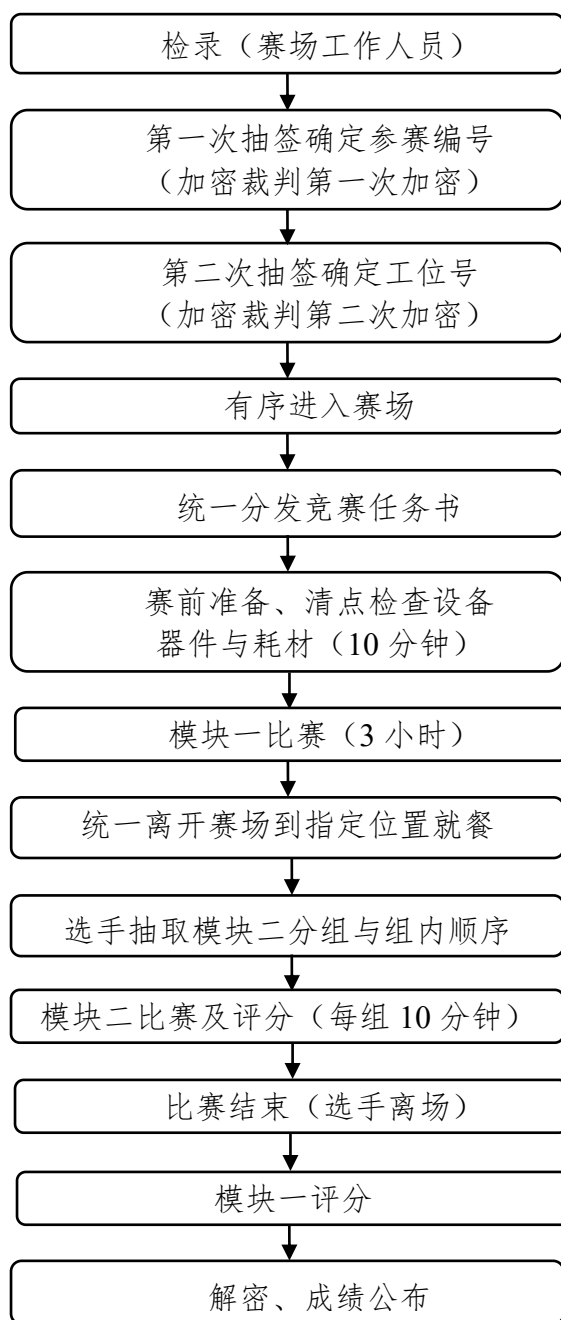 检录（赛场工作人员）
第一次抽签确定参赛编号
（加密裁判第一次加密）
第二次抽签确定工位号
（加密裁判第二次加密）
有序进入赛场
统一分发竞赛任务书
赛前准备、清点检查设备
器件与耗材（10 分钟）
模块一比赛（3 小时）
统一离开赛场到指定位置就餐
选手抽取模块二分组与组内顺序
模块二比赛及评分（每组 10 分钟）
比赛结束（选手离场）
模块一评分
解密、成绩公布